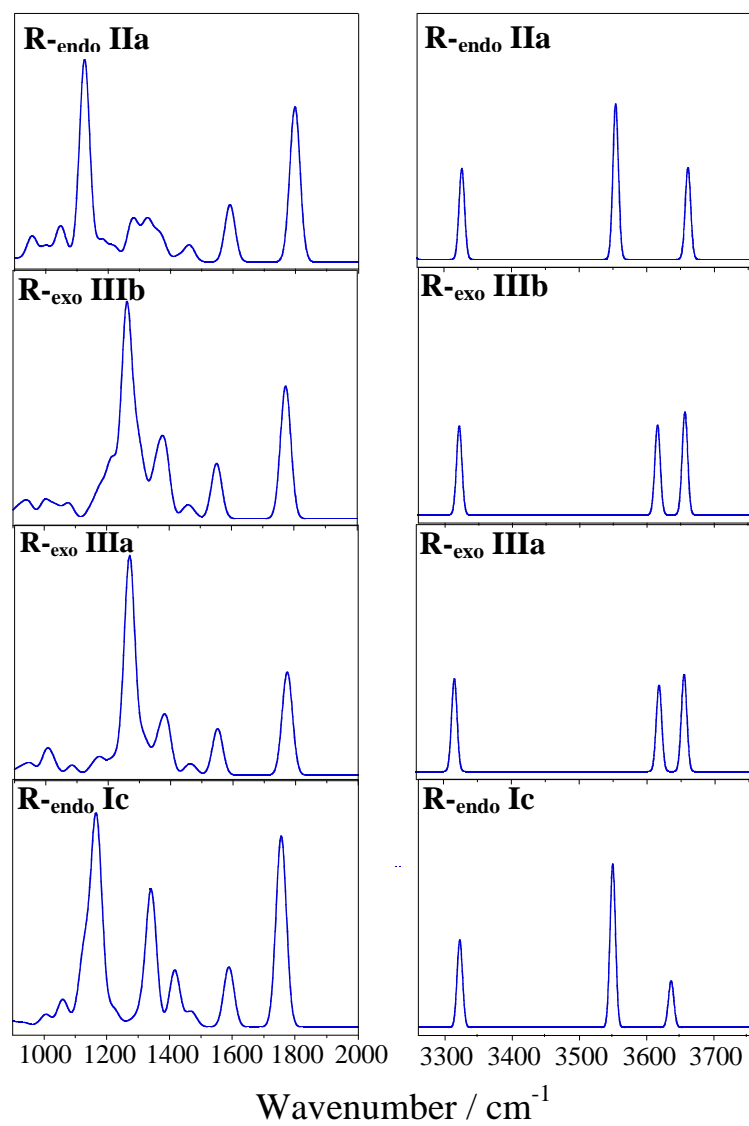 R-endo IIa
R-endo IIa
R-exo IIIb
R-exo IIIb
R-exo IIIa
R-exo IIIa
R-endo Ic
R-endo Ic
1000 1200 1400 1600 1800 2000
3300 3400 3500 3600 3700
Wavenumber / cm-1